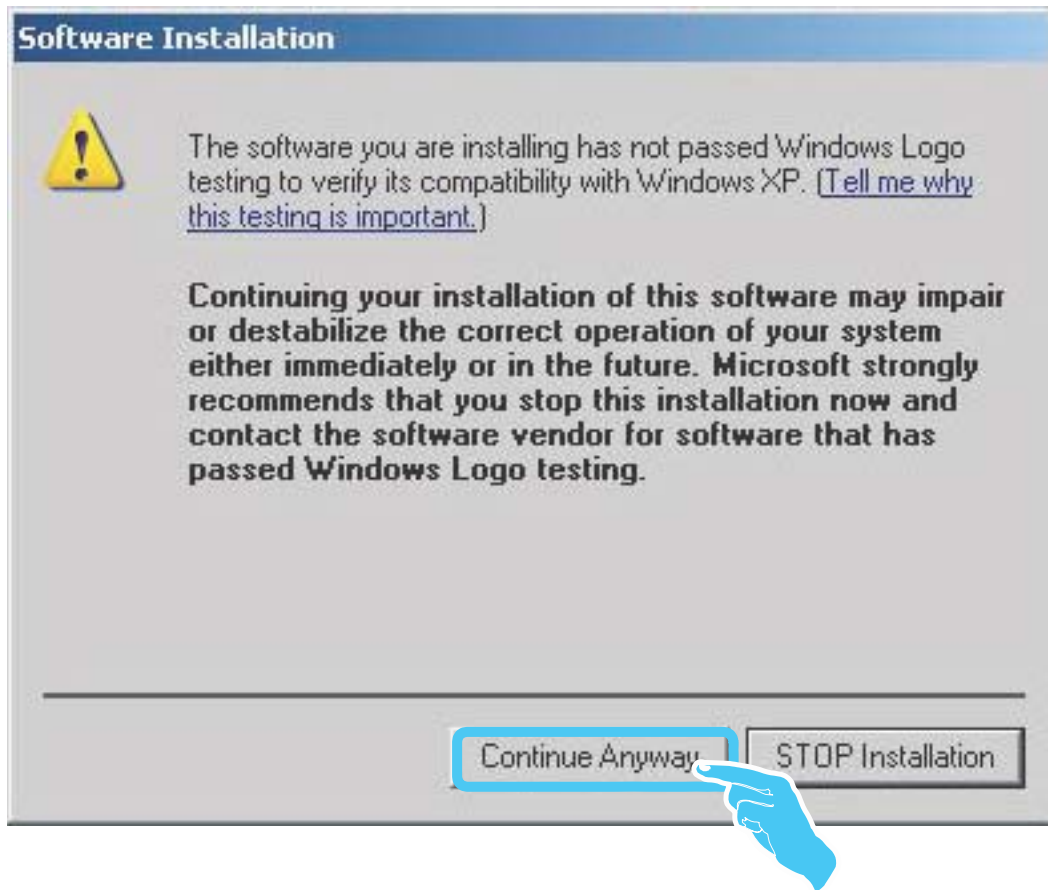 Software Installation
The software you are installing has not passed Windows Logo
testing to verify its compatibility with Windows XP. (Tell me why
this testing is important.)
Continuing your installation of this software may impair
or destabilize the correct operation of your system
either immediately or in the future. Microsoft strongly
recommends that you stop this installation now and
contact the software vendor for software that has
passed Windows Logo testing.
Continue Anyway
STOP Installation